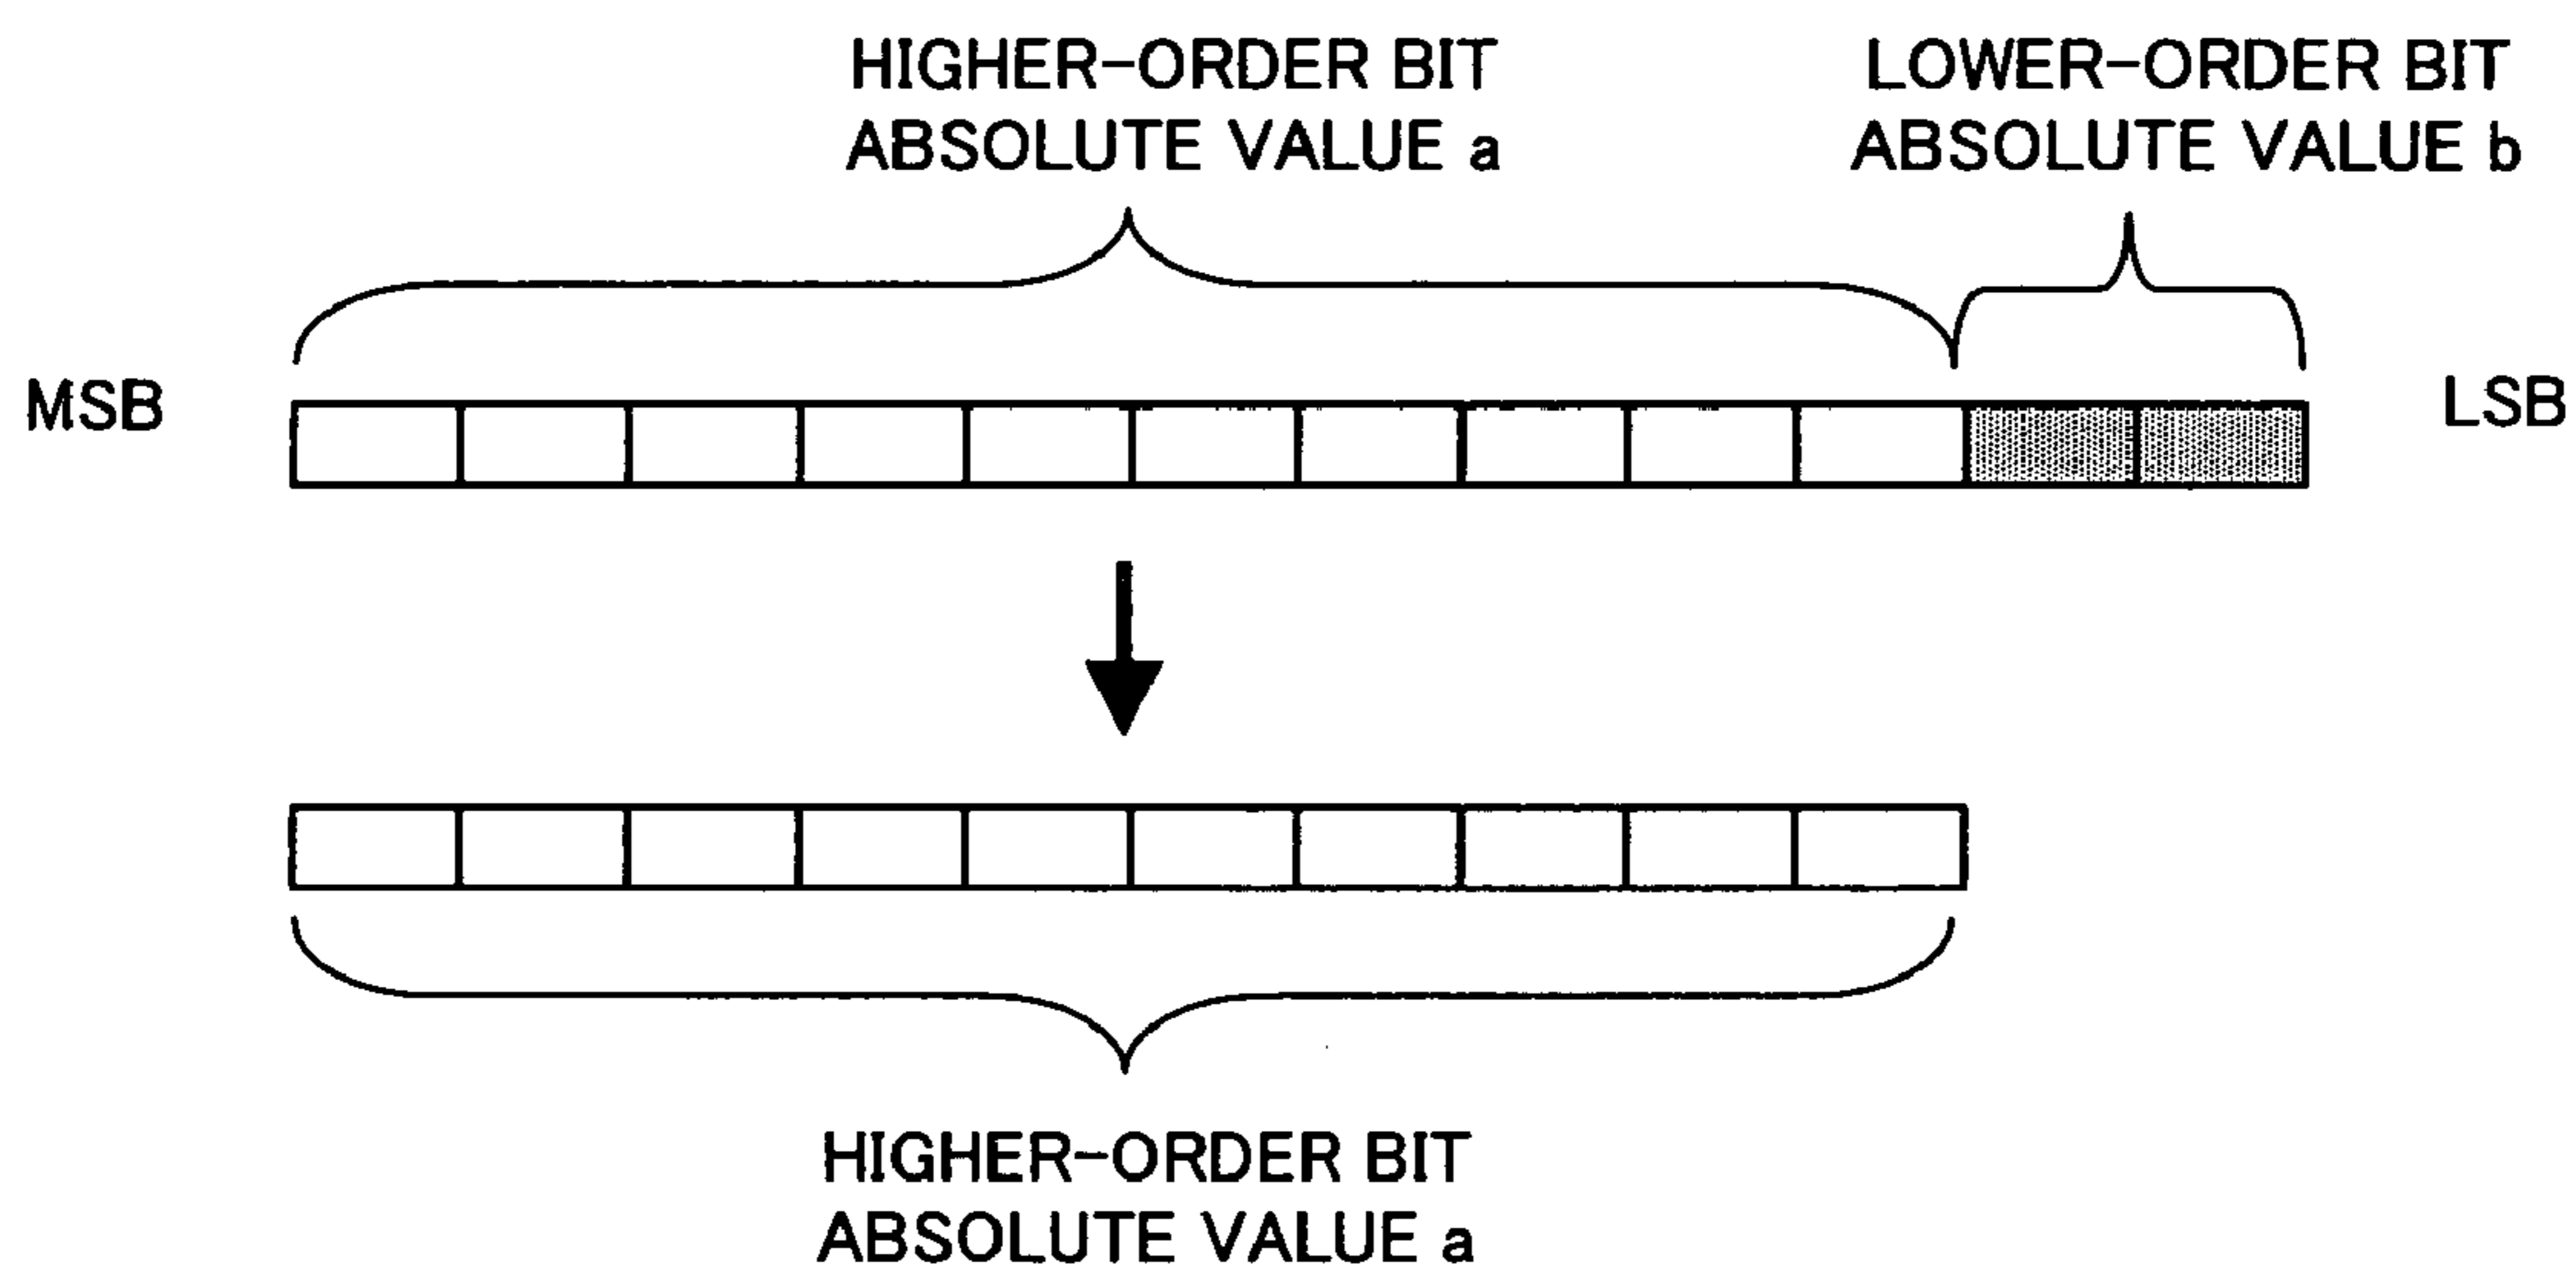 HIGHER-ORDER BIT
ABSOLUTE VALUE a
LOWER-ORDER BIT
ABSOLUTE VALUE b
MSB
LSB
HIGHER-ORDER BIT
ABSOLUTE VALUE a